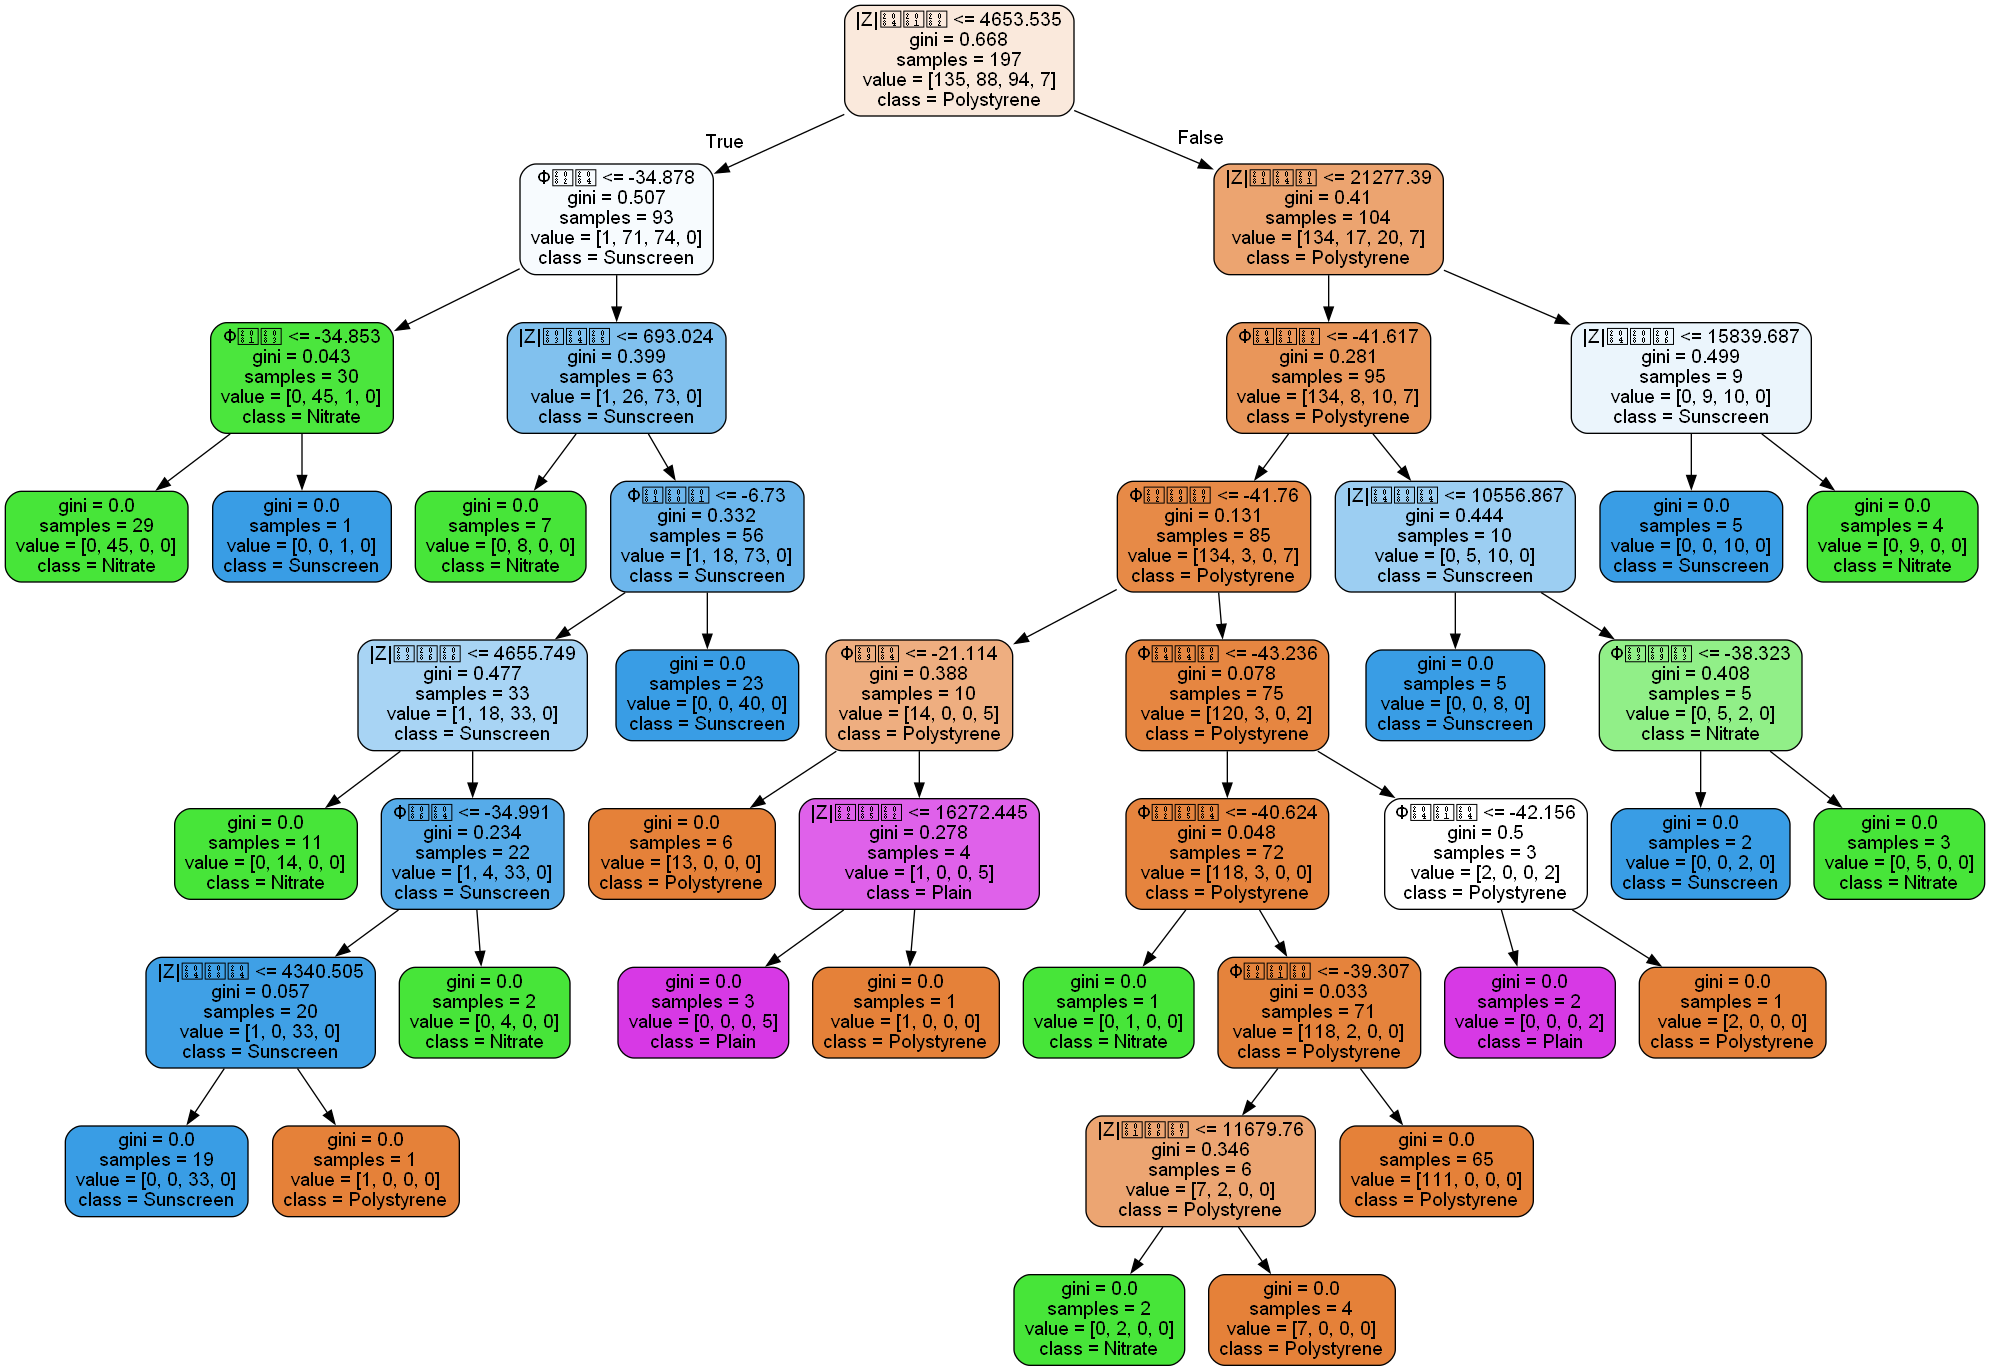 |Z| <= 4653.535
gini = 0.668
samples = 197
value = [135, 88, 94, 7]
class = Polystyrene
True
False
Φ <= -34.878
gini = 0.507
samples = 93
value = [1, 71, 74, 0]
class = Sunscreen
|Z| <= 21277.39
gini = 0.41
samples = 104
value = [134, 17, 20, 7]
class = Polystyrene
Φ <= -34.853
gini = 0.043
samples = 30
value = [0, 45, 1, 0]
class = Nitrate
|Z| <= 693.024
gini = 0.399
samples = 63
value = [1, 26, 73, 0]
class = Sunscreen
Φ <= -41.617
gini = 0.281
samples = 95
value = [134, 8, 10, 7]
class = Polystyrene
|Z| <= 15839.687
gini = 0.499
samples = 9
value = [0, 9, 10, 0]
class = Sunscreen
gini = 0.0
samples = 29
value = [0, 45, 0, 0]
class = Nitrate
gini = 0.0
samples = 1
value = [0, 0, 1, 0]
class = Sunscreen
gini = 0.0
samples = 7
value = [0, 8, 0, 0]
class = Nitrate
Φ <= -6.73
gini = 0.332
samples = 56
value = [1, 18, 73, 0]
class = Sunscreen
Φ <= -41.76
gini = 0.131
samples = 85
value = [134, 3, 0, 7]
class = Polystyrene
|Z| <= 10556.867
gini = 0.444
samples = 10
value = [0, 5, 10, 0]
class = Sunscreen
gini = 0.0
samples = 5
value = [0, 0, 10, 0]
class = Sunscreen
gini = 0.0
samples = 4
value = [0, 9, 0, 0]
class = Nitrate
|Z| <= 4655.749
gini = 0.477
samples = 33
value = [1, 18, 33, 0]
class = Sunscreen
gini = 0.0
samples = 23
value = [0, 0, 40, 0]
class = Sunscreen
Φ <= -21.114
gini = 0.388
samples = 10
value = [14, 0, 0, 5]
class = Polystyrene
Φ <= -43.236
gini = 0.078
samples = 75
value = [120, 3, 0, 2]
class = Polystyrene
gini = 0.0
samples = 5
value = [0, 0, 8, 0]
class = Sunscreen
Φ <= -38.323
gini = 0.408
samples = 5
value = [0, 5, 2, 0]
class = Nitrate
gini = 0.0
samples = 11
value = [0, 14, 0, 0]
class = Nitrate
Φ <= -34.991
gini = 0.234
samples = 22
value = [1, 4, 33, 0]
class = Sunscreen
gini = 0.0
samples = 6
value = [13, 0, 0, 0]
class = Polystyrene
|Z| <= 16272.445
gini = 0.278
samples = 4
value = [1, 0, 0, 5]
class = Plain
Φ <= -40.624
gini = 0.048
samples = 72
value = [118, 3, 0, 0]
class = Polystyrene
Φ <= -42.156
gini = 0.5
samples = 3
value = [2, 0, 0, 2]
class = Polystyrene
gini = 0.0
samples = 2
value = [0, 0, 2, 0]
class = Sunscreen
gini = 0.0
samples = 3
value = [0, 5, 0, 0]
class = Nitrate
|Z| <= 4340.505
gini = 0.057
samples = 20
value = [1, 0, 33, 0]
class = Sunscreen
gini = 0.0
samples = 2
value = [0, 4, 0, 0]
class = Nitrate
gini = 0.0
samples = 3
value = [0, 0, 0, 5]
class = Plain
gini = 0.0
samples = 1
value = [1, 0, 0, 0]
class = Polystyrene
gini = 0.0
samples = 1
value = [0, 1, 0, 0]
class = Nitrate
Φ <= -39.307
gini = 0.033
samples = 71
value = [118, 2, 0, 0]
class = Polystyrene
gini = 0.0
samples = 2
value = [0, 0, 0, 2]
class = Plain
gini = 0.0
samples = 1
value = [2, 0, 0, 0]
class = Polystyrene
gini = 0.0
samples = 19
value = [0, 0, 33, 0]
class = Sunscreen
gini = 0.0
samples = 1
value = [1, 0, 0, 0]
class = Polystyrene
|Z| <= 11679.76
gini = 0.346
samples = 6
value = [7, 2, 0, 0]
class = Polystyrene
gini = 0.0
samples = 65
value = [111, 0, 0, 0]
class = Polystyrene
gini = 0.0
samples = 2
value = [0, 2, 0, 0]
class = Nitrate
gini = 0.0
samples = 4
value = [7, 0, 0, 0]
class = Polystyrene